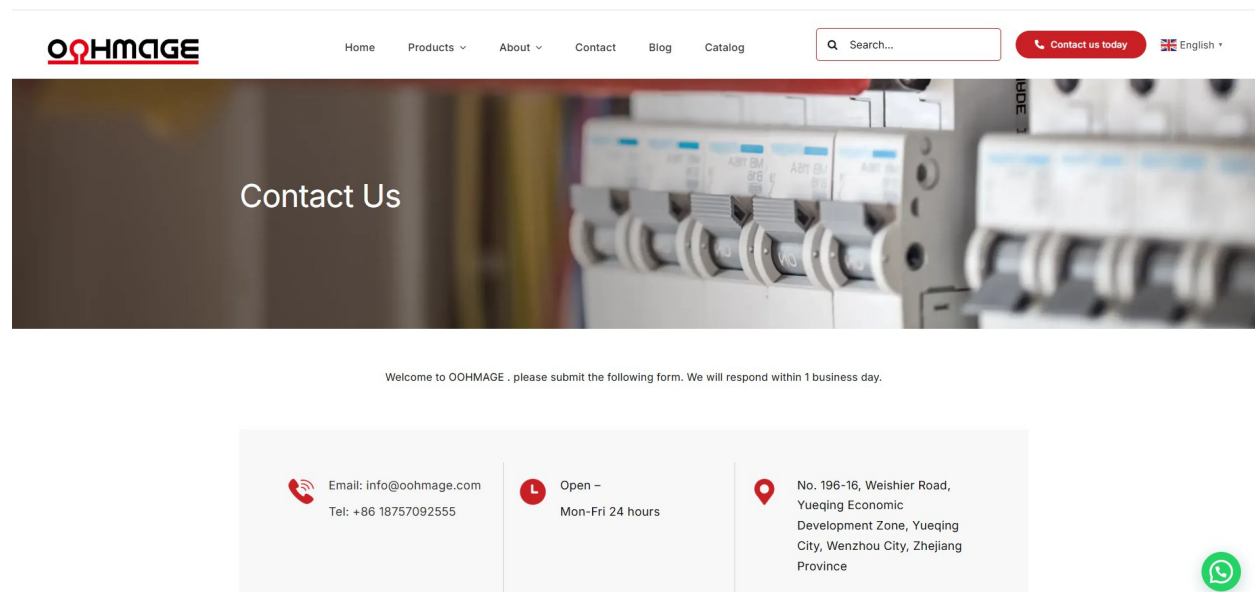 OΩHMAGE
Home Products About Contact Blog Catalog
Search...
Contact us today
English
Contact Us
Welcome to OOHMAGE . please submit the following form. We will respond within 1 business day.
Email: info@oohmage.com
Tel: +86 18757092555
Open –
Mon-Fri 24 hours
No. 196-16, Weishier Road,
Yueqing Economic
Development Zone, Yueqing
City, Wenzhou City, Zhejiang
Province